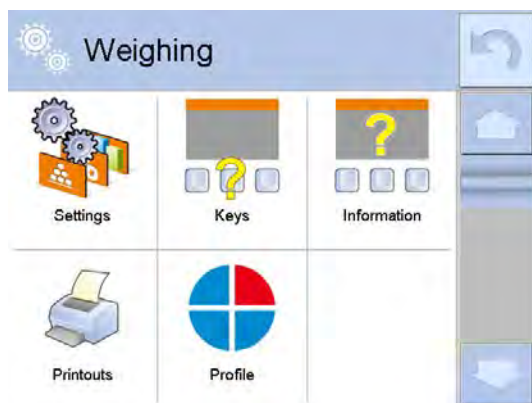 Weighing
Settings
Keys
Information
Printouts
Profile